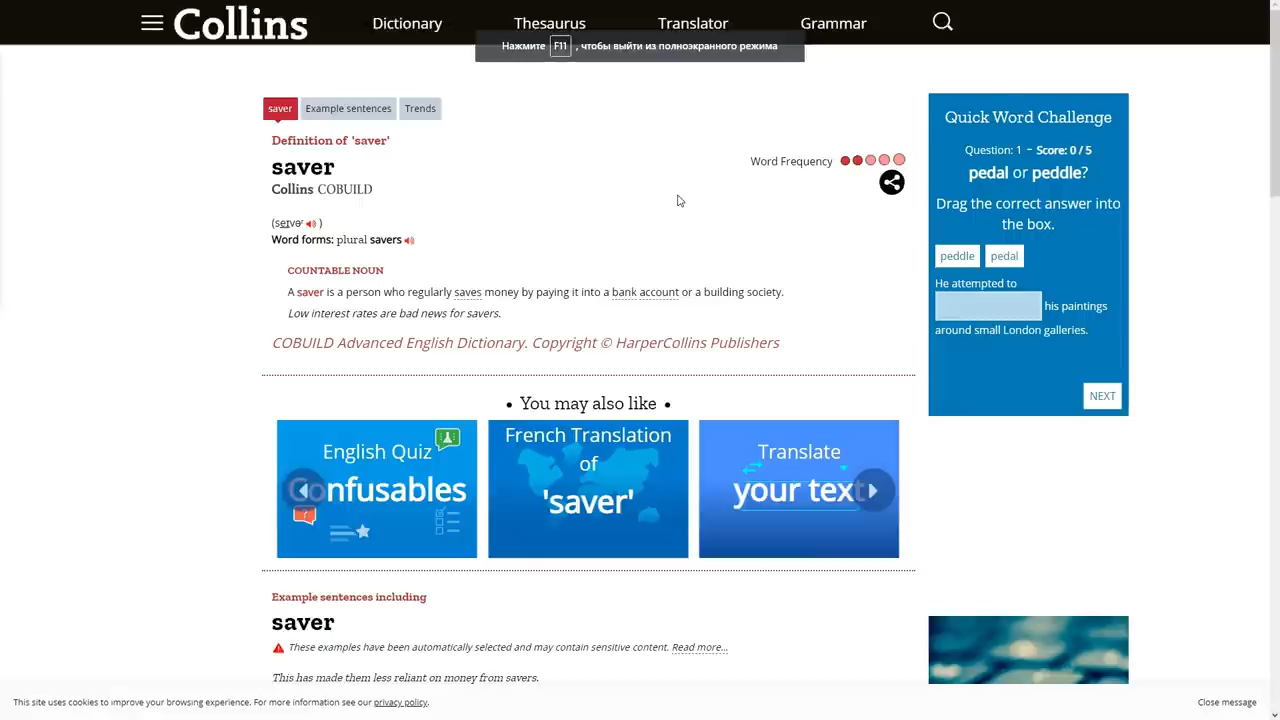 Collins
Dictionary
Thesaurus
Translator
Grammar
Нажмите F11 , чтобы выйти из полноэкранного режима
saver
Example sentences
Trends
Definition of 'saver'
saver
Collins COBUILD
Word Frequency
(seɪvəʳ )
Word forms: plural savers
COUNTABLE NOUN
A saver is a person who regularly saves money by paying it into a bank account or a building society.
Low interest rates are bad news for savers.
COBUILD Advanced English Dictionary. Copyright © HarperCollins Publishers
• You may also like •
English Quiz
Confusables
French Translation
of
'saver'
Translate
your text
Example sentences including
saver
These examples have been automatically selected and may contain sensitive content. Read more...
This has made them less reliant on money from savers.
Quick Word Challenge
Question: 1 - Score: 0 / 5
pedal or peddle?
Drag the correct answer into
the box.
peddle
pedal
He attempted to
his paintings
around small London galleries.
NEXT
This site uses cookies to improve your browsing experience. For more information see our privacy policy.
Close message